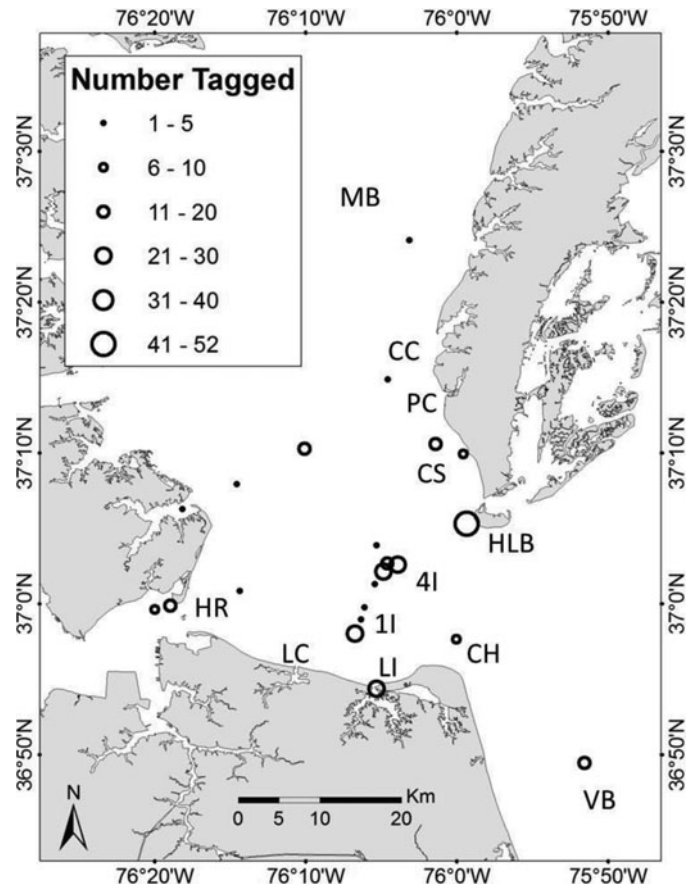 76°20'W 76°10'W 76°0'W 75°50'W
Number Tagged
1 - 5
6 - 10
11 - 20
21 - 30
31 - 40
41 - 52
37°30'N 37°30'N
MB
37°20'N 37°20'N
CC
PC
37°10'N 37°10'N
CS
HLB
4I
37°0'N 37°0'N
HR
1I
LC
CH
LI
36°50'N 36°50'N
VB
N
Km
0 5 10 20
76°20'W 76°10'W 76°0'W 75°50'W